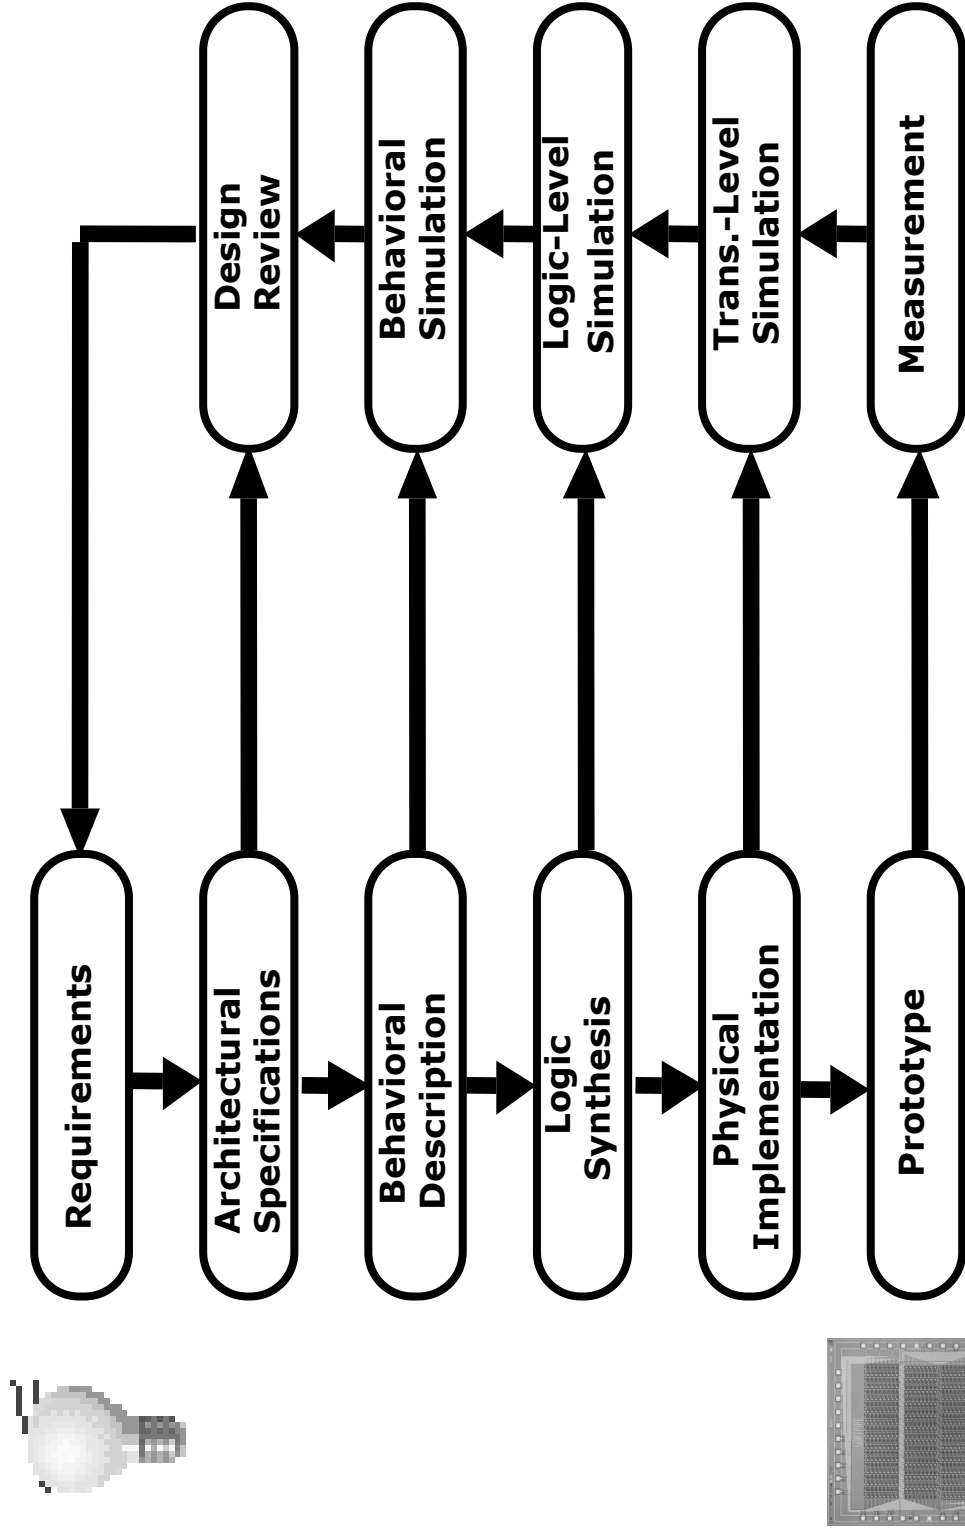 Requirements
Architectural
Specifications
Design
Review
Behavioral
Description
Behavioral
Simulation
Logic
Synthesis
Logic-Level
Simulation
Physical
Implementation
Trans.-Level
Simulation
Prototype
Measurement